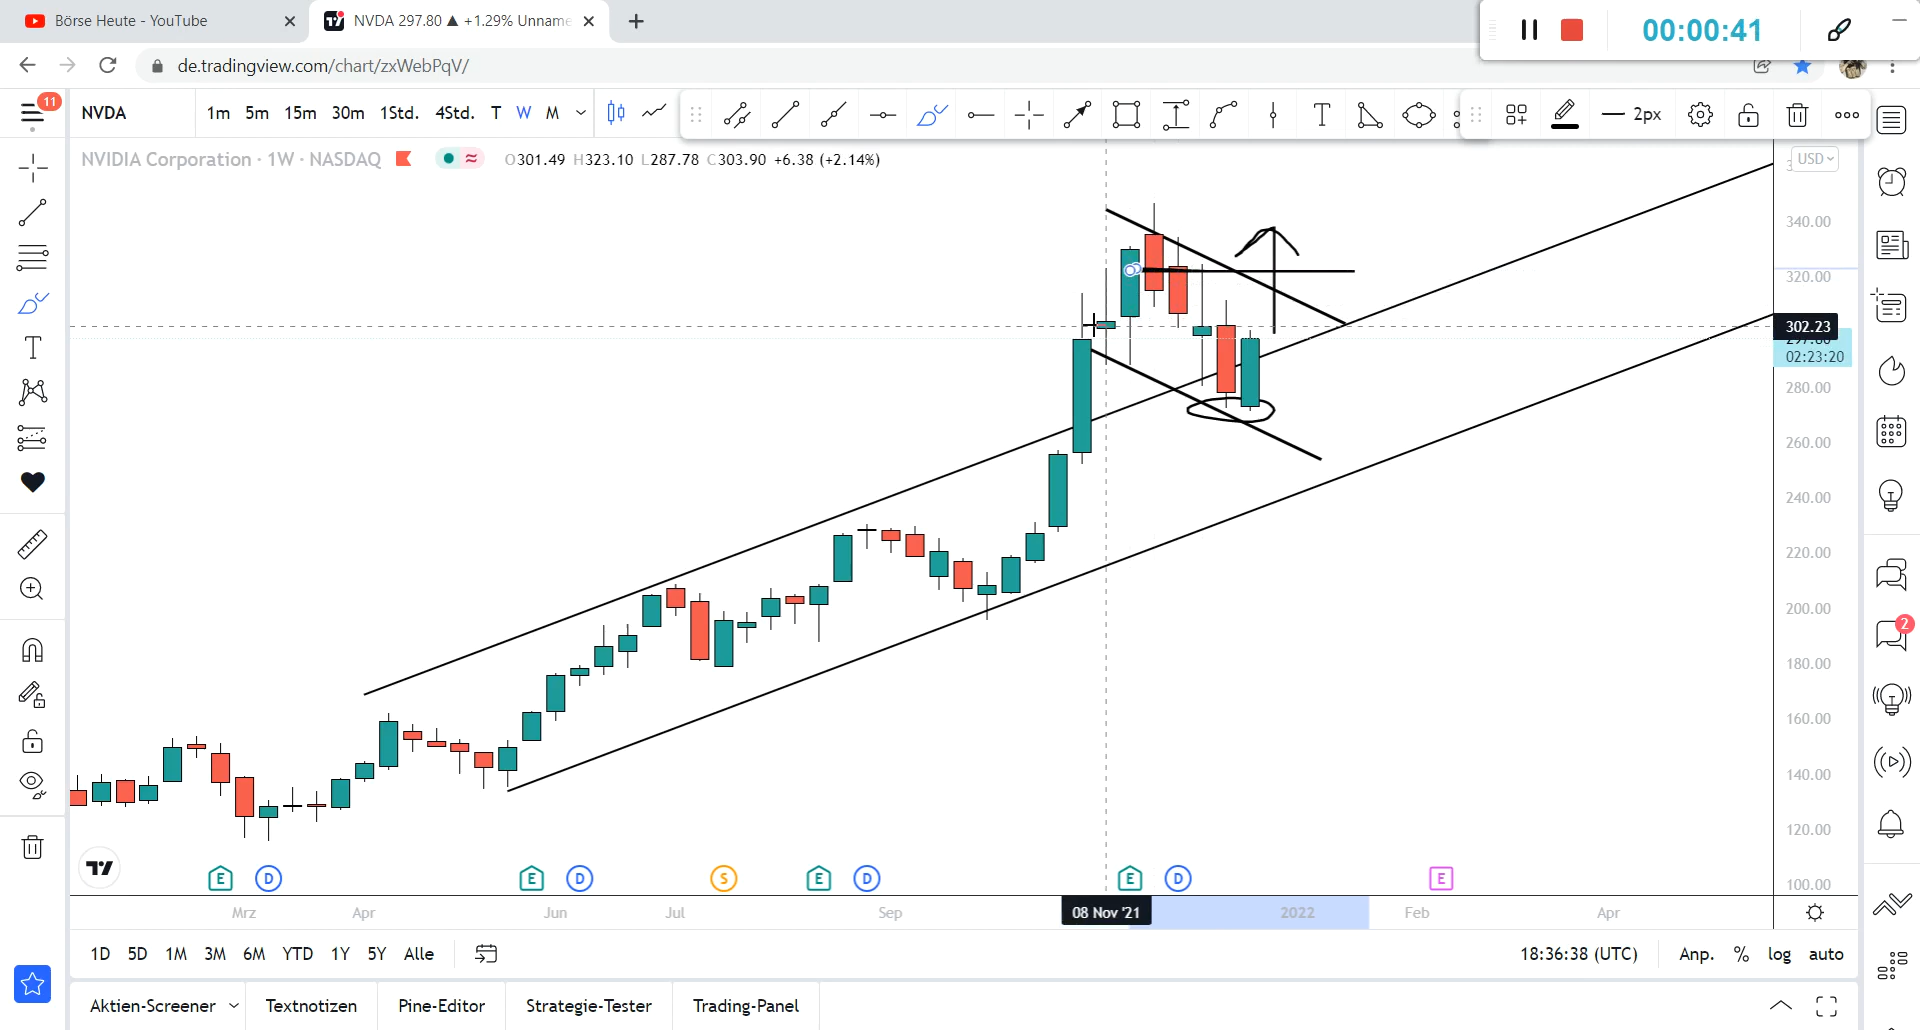 Börse Heute - YouTube
NVDA 297.80 ▲ +1.29% Unname
00:00:41
de.tradingview.com/chart/zxWebPqV/
11
NVDA
1m 5m 15m 30m 1Std. 4Std. T W M
T
2px
NVIDIA Corporation · 1W · NASDAQ
O301.49 H323.10 L287.78 C303.90 +6.38 (+2.14%)
USD
340.00
320.00
302.23
02:23:20
280.00
260.00
240.00
220.00
200.00
180.00
160.00
140.00
120.00
100.00
2
E D E D S E D E D E
Mrz Apr Jun Jul Sep 08 Nov '21 2022 Feb Apr
1D 5D 1M 3M 6M YTD 1Y 5Y Alle
18:36:38 (UTC) Anp. % log auto
Aktien-Screener Textnotizen Pine-Editor Strategie-Tester Trading-Panel